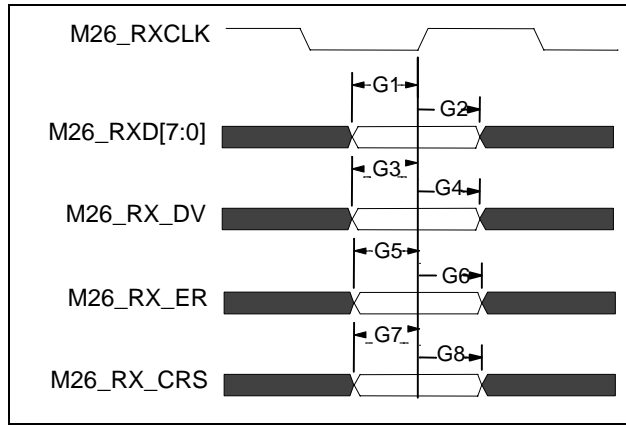 M26_RXCLK
G1
G2
M26_RXD[7:0]
G3
G4
M26_RX_DV
G5
G6
M26_RX_ER
G7
G8
M26_RX_CRS